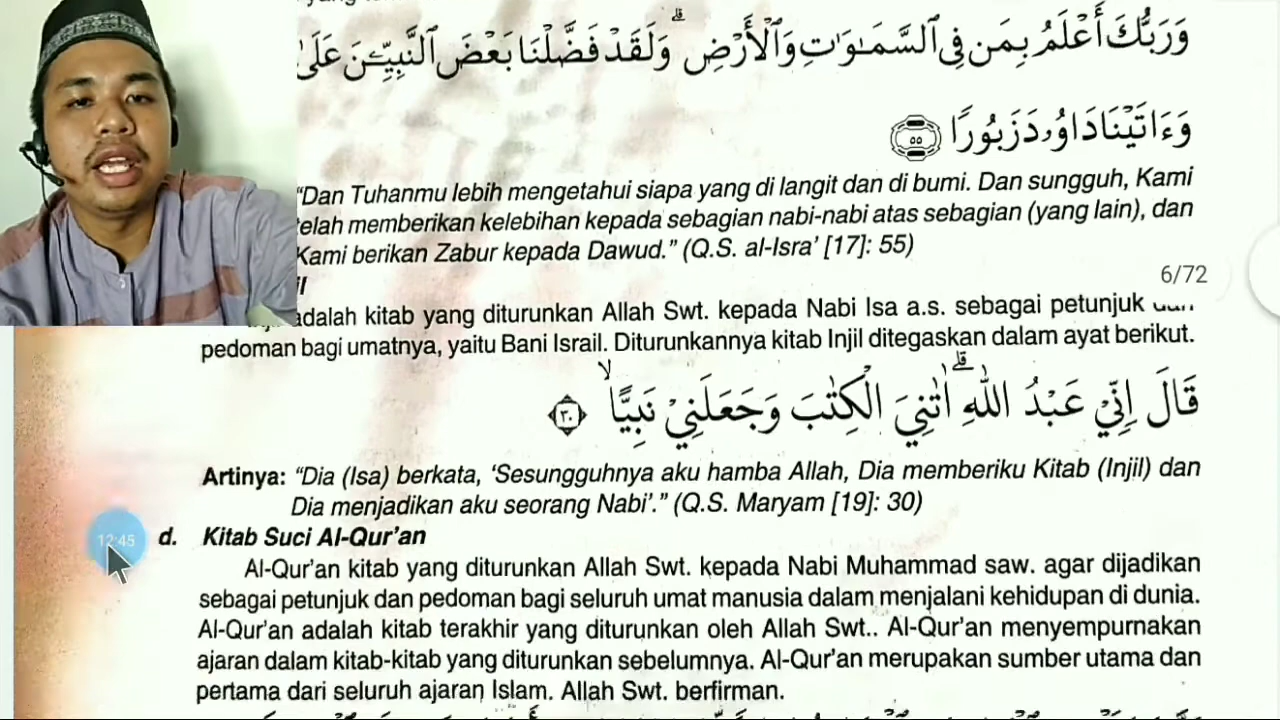 وَرَبُّكَ أَعْلَمُ بِمَن فِى ٱلسَّمَـٰوَٰتِ وَٱلْأَرْضِ ۗ وَلَقَدْ فَضَّلْنَا بَعْضَ ٱلنَّبِيِّـۧنَ عَلَىٰ
وَءَاتَيْنَا دَاوُۥدَ زَبُورًا ٥٥
“Dan Tuhanmu lebih mengetahui siapa yang di langit dan di bumi. Dan sungguh, Kami
elah memberikan kelebihan kepada sebagian nabi-nabi atas sebagian (yang lain), dan
Kami berikan Zabur kepada Dawud.” (Q.S. al-Isra’ [17]: 55)
6/72
adalah kitab yang diturunkan Allah Swt. kepada Nabi Isa a.s. sebagai petunjuk
pedoman bagi umatnya, yaitu Bani Israil. Diturunkannya kitab Injil ditegaskan dalam ayat berikut.
قَالَ اِنِّيْ عَبْدُ اللّٰهِ ۗاٰتٰنِيَ الْكِتٰبَ وَجَعَلَنِيْ نَبِيًّا ۙ ٣٠
Artinya: “Dia (Isa) berkata, ‘Sesungguhnya aku hamba Allah, Dia memberiku Kitab (Injil) dan
Dia menjadikan aku seorang Nabi’.” (Q.S. Maryam [19]: 30)
12:45
d. Kitab Suci Al-Qur’an
Al-Qur’an kitab yang diturunkan Allah Swt. kepada Nabi Muhammad saw. agar dijadikan
sebagai petunjuk dan pedoman bagi seluruh umat manusia dalam menjalani kehidupan di dunia.
Al-Qur’an adalah kitab terakhir yang diturunkan oleh Allah Swt.. Al-Qur’an menyempurnakan
ajaran dalam kitab-kitab yang diturunkan sebelumnya. Al-Qur’an merupakan sumber utama dan
pertama dari seluruh ajaran Islam. Allah Swt. berfirman.